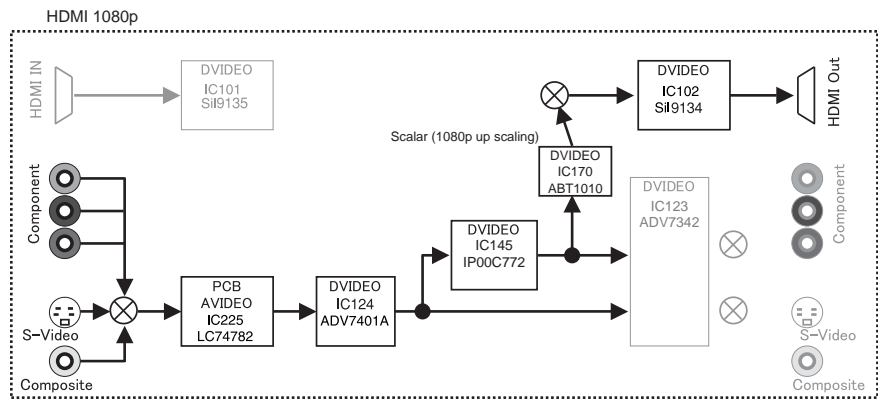 HDMI 1080p
HDMI IN
DVIDEO
IC101
SiI9135
DVIDEO
IC102
SiI9134
HDMI Out
Scalar (1080p up scaling)
DVIDEO
IC170
ABT1010
Component
DVIDEO
IC123
ADV7342
Component
DVIDEO
IC145
IP00C772
PCB
AVIDEO
IC225
LC74782
DVIDEO
IC124
ADV7401A
S-Video
S-Video
Composite
Composite